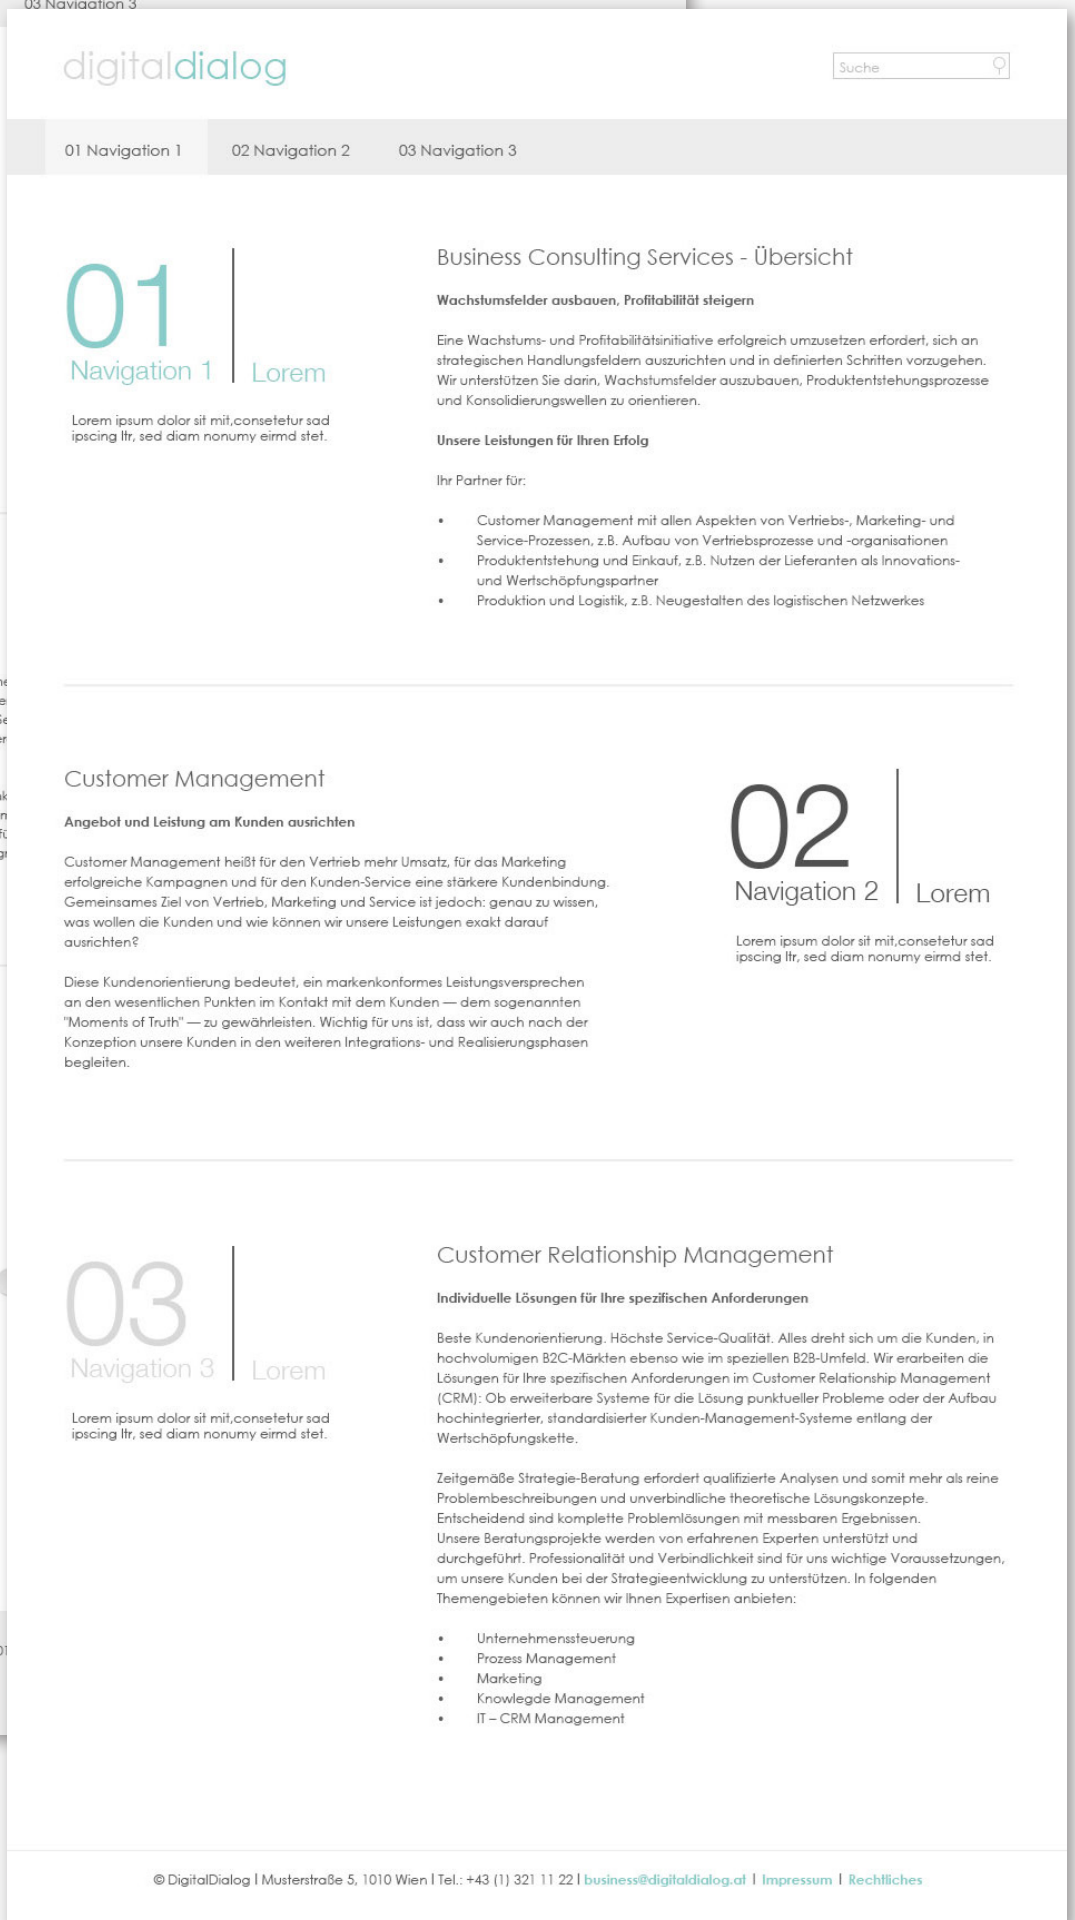 03 Navigation 3
digitaldialog
Suche
01 Navigation 1
02 Navigation 2
03 Navigation 3
01
Navigation 1
Lorem
Lorem ipsum dolor sit mit,consetetur sad
ipscing ltr, sed diam nonumy eirmd stet.
Business Consulting Services - Übersicht
Wachstumsfelder ausbauen, Profitabilität steigern
Eine Wachstums- und Profitabilitätsinitiative erfolgreich umzusetzen erfordert, sich an
strategischen Handlungsfeldern auszurichten und in definierten Schritten vorzugehen.
Wir unterstützen Sie darin, Wachstumsfelder auszubauen, Produktentstehungsprozesse
und Konsolidierungswellen zu orientieren.
Unsere Leistungen für Ihren Erfolg
Ihr Partner für:
• Customer Management mit allen Aspekten von Vertriebs-, Marketing- und
Service-Prozessen, z.B. Aufbau von Vertriebsprozesse und -organisationen
• Produktentstehung und Einkauf, z.B. Nutzen der Lieferanten als Innovations-
und Wertschöpfungspartner
• Produktion und Logistik, z.B. Neugestalten des logistischen Netzwerkes
Customer Management
Angebot und Leistung am Kunden ausrichten
Customer Management heißt für den Vertrieb mehr Umsatz, für das Marketing
erfolgreiche Kampagnen und für den Kunden-Service eine stärkere Kundenbindung.
Gemeinsames Ziel von Vertrieb, Marketing und Service ist jedoch: genau zu wissen,
was wollen die Kunden und wie können wir unsere Leistungen exakt darauf
ausrichten?
Diese Kundenorientierung bedeutet, ein markenkonformes Leistungsversprechen
an den wesentlichen Punkten im Kontakt mit dem Kunden — dem sogenannten
"Moments of Truth" — zu gewährleisten. Wichtig für uns ist, dass wir auch nach der
Konzeption unsere Kunden in den weiteren Integrations- und Realisierungsphasen
begleiten.
02
Navigation 2
Lorem
Lorem ipsum dolor sit mit,consetetur sad
ipscing ltr, sed diam nonumy eirmd stet.
03
Navigation 3
Lorem
Lorem ipsum dolor sit mit,consetetur sad
ipscing ltr, sed diam nonumy eirmd stet.
Customer Relationship Management
Individuelle Lösungen für Ihre spezifischen Anforderungen
Beste Kundenorientierung. Höchste Service-Qualität. Alles dreht sich um die Kunden, in
hochvolumigen B2C-Märkten ebenso wie im speziellen B2B-Umfeld. Wir erarbeiten die
Lösungen für Ihre spezifischen Anforderungen im Customer Relationship Management
(CRM): Ob erweiterbare Systeme für die Lösung punktueller Probleme oder der Aufbau
hochintegrierter, standardisierter Kunden-Management-Systeme entlang der
Wertschöpfungskette.
Zeitgemäße Strategie-Beratung erfordert qualifizierte Analysen und somit mehr als reine
Problembeschreibungen und unverbindliche theoretische Lösungskonzepte.
Entscheidend sind komplette Problemlösungen mit messbaren Ergebnissen.
Unsere Beratungsprojekte werden von erfahrenen Experten unterstützt und
durchgeführt. Professionalität und Verbindlichkeit sind für uns wichtige Voraussetzungen,
um unsere Kunden bei der Strategieentwicklung zu unterstützen. In folgenden
Themengebieten können wir Ihnen Expertisen anbieten:
• Unternehmenssteuerung
• Prozess Management
• Marketing
• Knowlegde Management
• IT – CRM Management
© DigitalDialog | Musterstraße 5, 1010 Wien | Tel.: +43 (1) 321 11 22 | business@digitaldialog.at | Impressum | Rechtliches